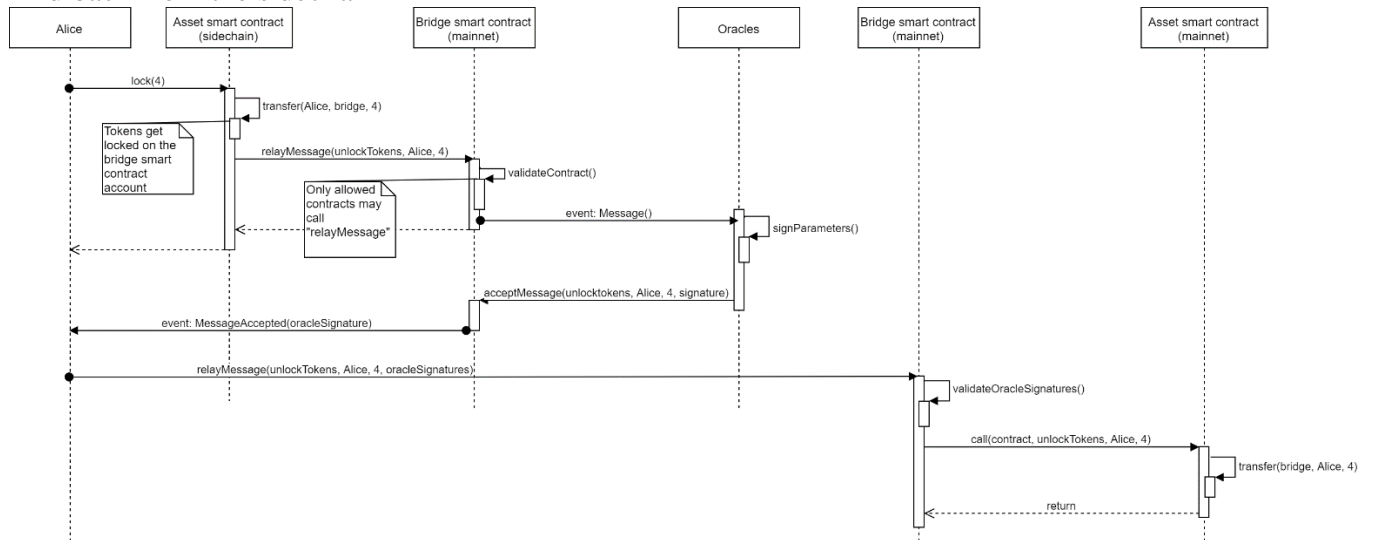 Alice
Asset smart contract
(sidechain)
Bridge smart contract
(mainnet)
Oracles
Bridge smart contract
(mainnet)
Asset smart contract
(mainnet)
lock(4)
transfer(Alice, bridge, 4)
Tokens get
locked on the
bridge smart
contract
account
relayMessage(unlockTokens, Alice, 4)
validateContract()
Only allowed
contracts may
call
"relayMessage"
event: Message()
signParameters()
acceptMessage(unlocktokens, Alice, 4, signature)
event: MessageAccepted(oracleSignature)
relayMessage(unlockTokens, Alice, 4, oracleSignatures)
validateOracleSignatures()
call(contract, unlockTokens, Alice, 4)
transfer(bridge, Alice, 4)
return